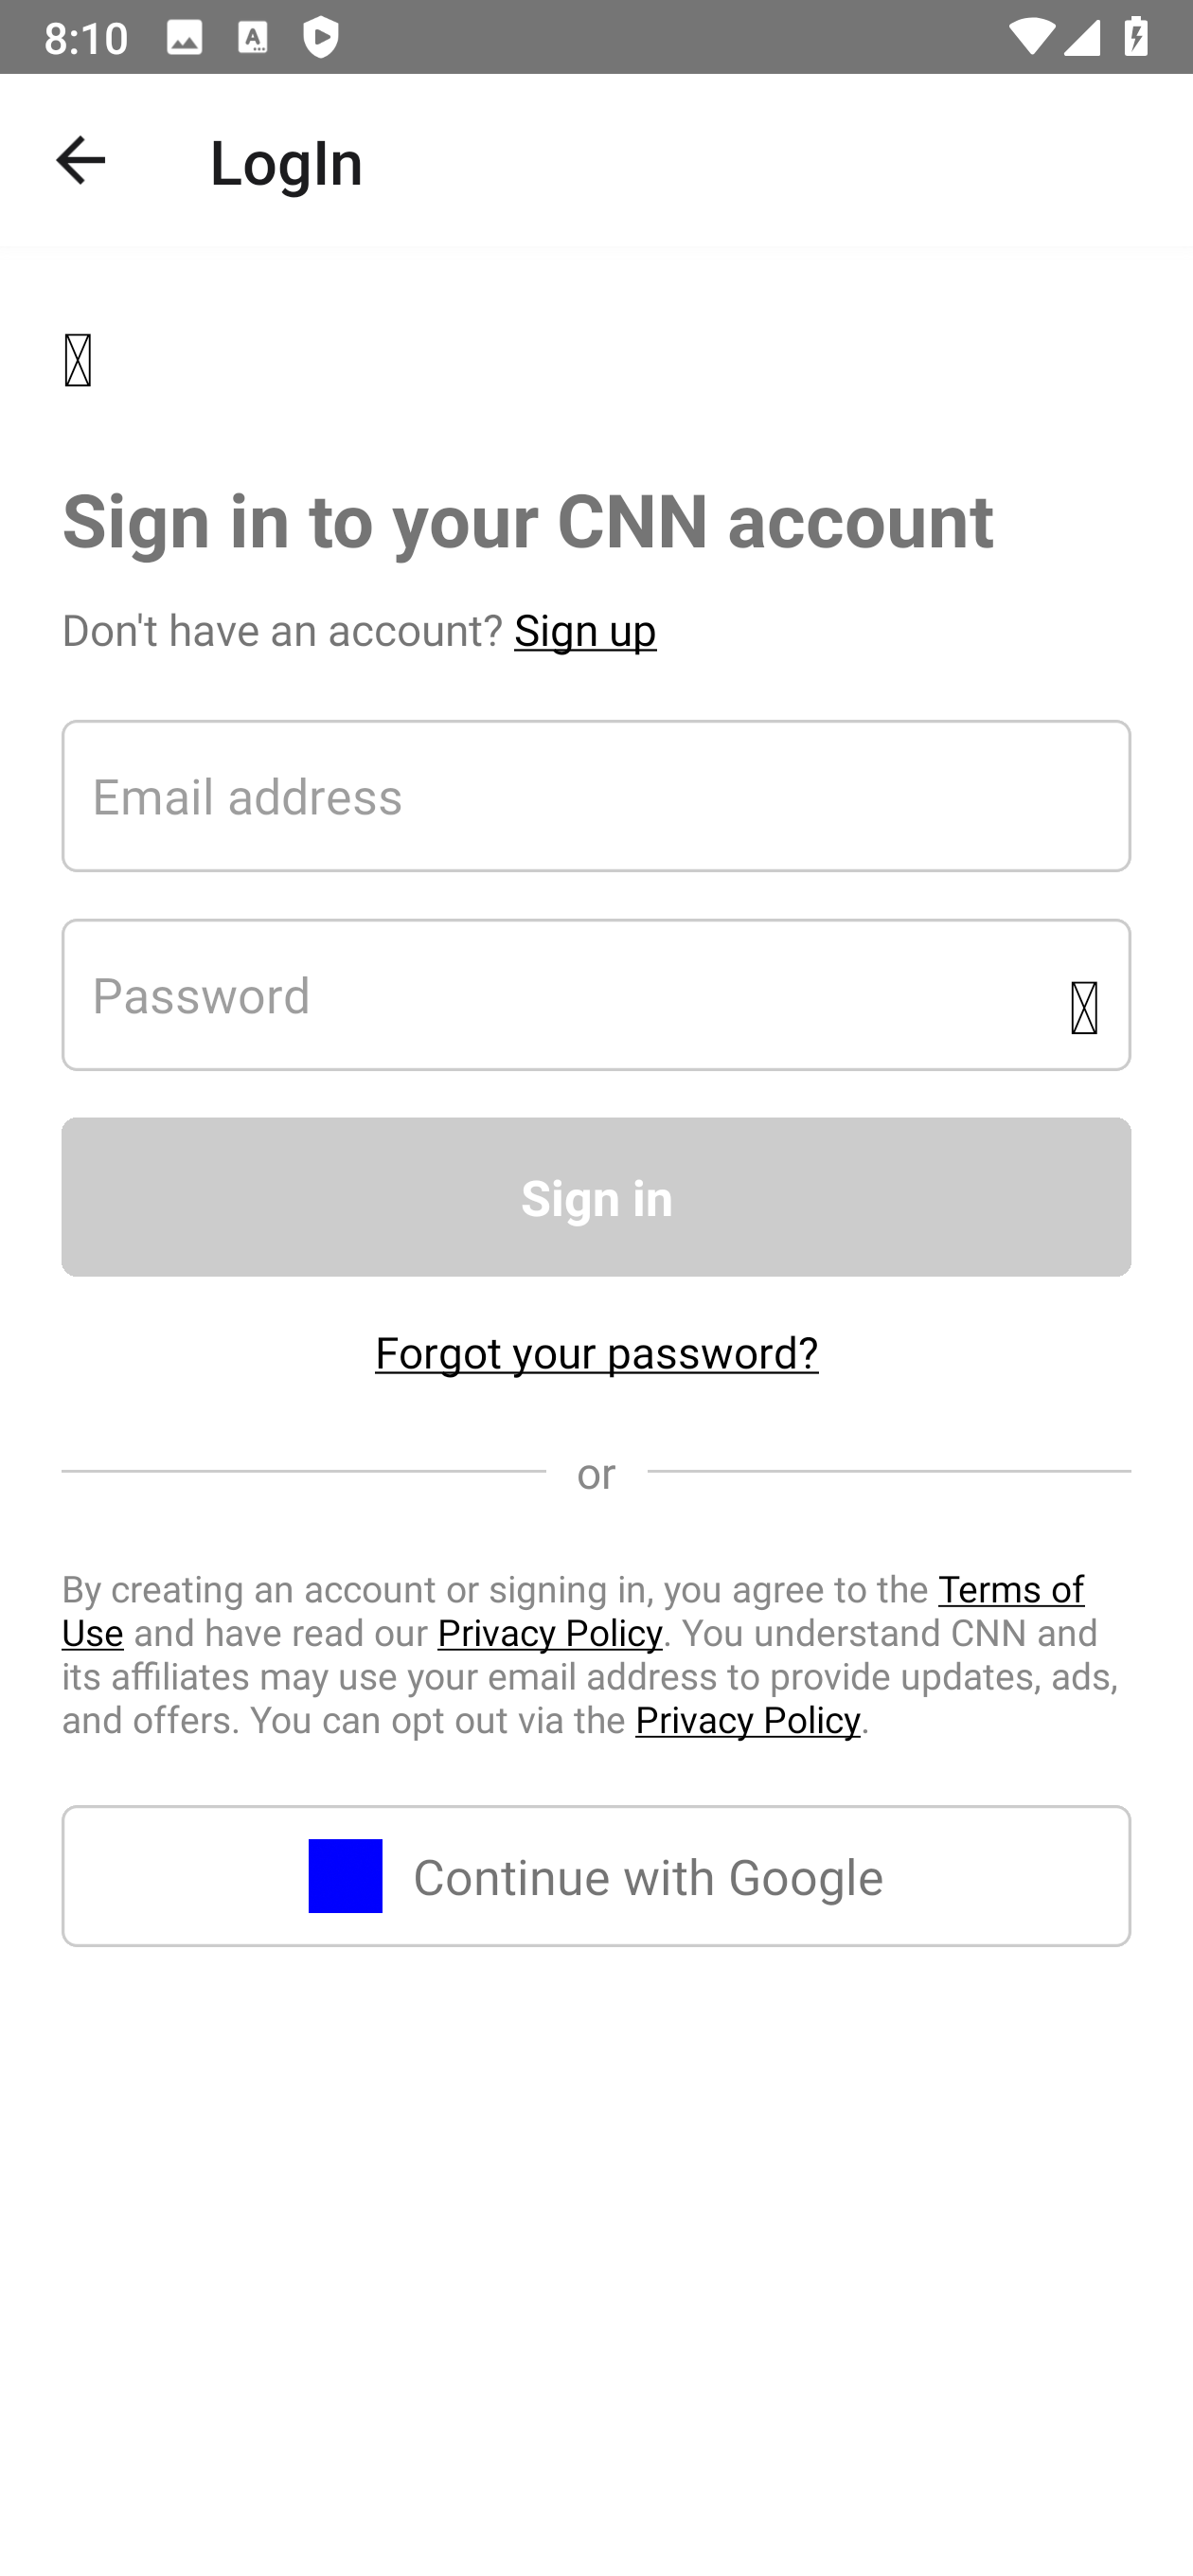 8:10
LogIn
Sign in to your CNN account
Don't have an account? Sign up
Email address
Password
Sign in
Forgot your password?
or
By creating an account or signing in, you agree to the Terms of
Use and have read our Privacy Policy. You understand CNN and
its affiliates may use your email address to provide updates, ads,
and offers. You can opt out via the Privacy Policy.
Continue with Google